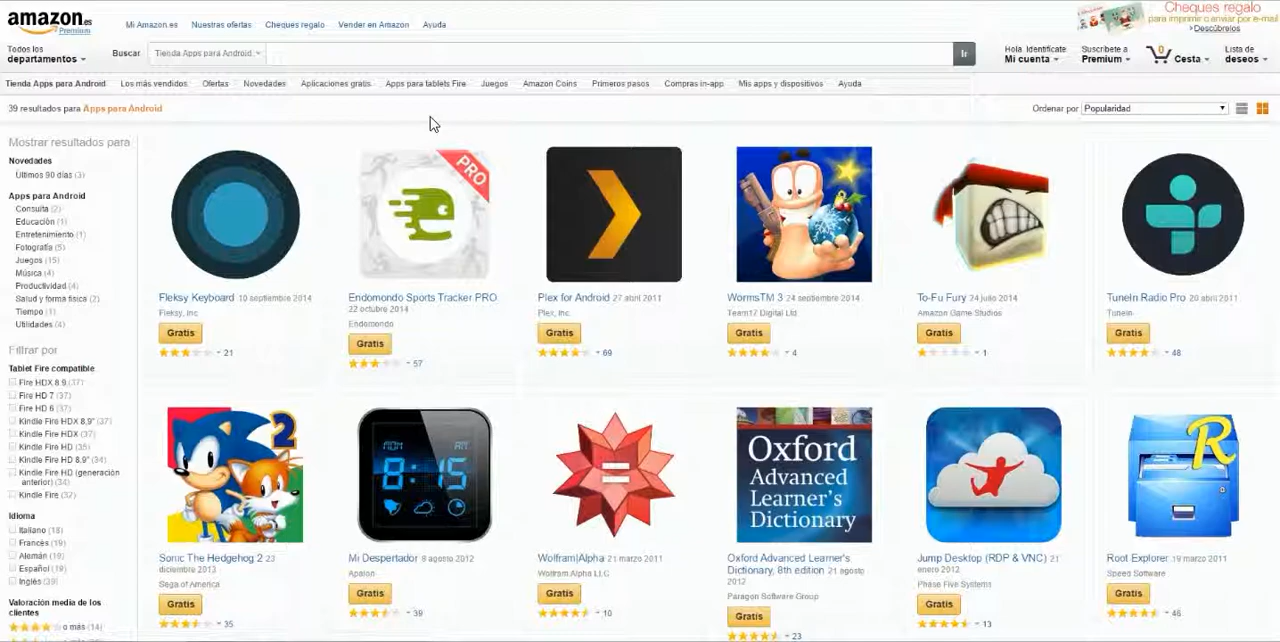 amazon.es
Premium
Mi Amazon.es Nuestras ofertas Cheques regalo Vender en Amazon Ayuda
Cheques regalo
para imprimir o enviar por e-mail
>Descúbrelos
Todos los
departamentos
Buscar Tienda Apps para Android Ir
Hola. Identifícate
Mi cuenta
Suscríbete a
Premium
0 Cesta
Lista de
deseos
Tienda Apps para Android Los más vendidos Ofertas Novedades Aplicaciones gratis Apps para tablets Fire Juegos Amazon Coins Primeros pasos Compras in-app Mis apps y dispositivos Ayuda
39 resultados para Apps para Android
Ordenar por Popularidad
Mostrar resultados para
Novedades
Últimos 90 días (3)
Apps para Android
Consulta (2)
Educación (1)
Entretenimiento (1)
Fotografía (5)
Juegos (15)
Música (4)
Productividad (4)
Salud y forma física (2)
Tiempo (1)
Utilidades (4)
Filtrar por
Tablet Fire compatible
Fire HDX 8.9 (37)
Fire HD 7 (37)
Fire HD 6 (37)
Kindle Fire HDX 8,9" (37)
Kindle Fire HDX (37)
Kindle Fire HD (35)
Kindle Fire HD 8.9" (34)
Kindle Fire HD (generación
anterior) (34)
Kindle Fire (37)
Idioma
Italiano (18)
Francés (19)
Alemán (19)
Español (18)
Inglés (39)
Valoración media de los
clientes
o más (14)
Fleksy Keyboard 10 septiembre 2014
Fleksy, Inc
Gratis
21
PRO
Endomondo Sports Tracker PRO
22 octubre 2014
Endomondo
Gratis
57
Plex for Android 27 abril 2011
Plex, Inc.
Gratis
69
WormsTM 3 24 septiembre 2014
Team17 Digital Ltd
Gratis
4
To-Fu Fury 24 julio 2014
Amazon Game Studios
Gratis
1
TuneIn Radio Pro 20 abril 2011
TuneIn
Gratis
48
2
Sonic The Hedgehog 2 23
diciembre 2013
Sega of America
Gratis
35
MON AM
8:15
Mi Despertador 9 agosto 2012
Apalon
Gratis
39
Wolfram|Alpha 21 marzo 2011
Wolfram Alpha LLC
Gratis
10
Oxford
Advanced
Learner's
Dictionary
Oxford Advanced Learner's
Dictionary, 8th edition 21 agosto
2012
Paragon Software Group
Gratis
23
Jump Desktop (RDP & VNC) 21
enero 2012
Phase Five Systems
Gratis
13
R
Root Explorer 19 marzo 2011
Speed Software
Gratis
46